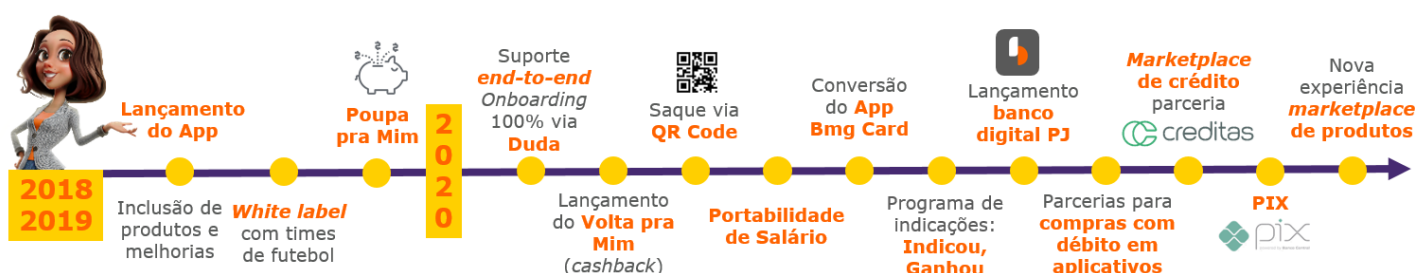 2018
2019
Lançamento
do App
Inclusão de
produtos e
melhorias
White label
com times
de futebol
Poupa
pra Mim
2
0
2
0
Suporte
end-to-end
Onboarding
100% via
Duda
Lançamento
do Volta pra
Mim
(cashback)
Saque via
QR Code
Portabilidade
de Salário
Conversão
do App
Bmg Card
Programa de
indicações:
Indicou,
Ganhou
Lançamento
banco
digital PJ
Parcerias para
compras com
débito em
aplicativos
Marketplace
de crédito
parceria
creditas
PIX
pix
Nova
experiência
marketplace
de produtos